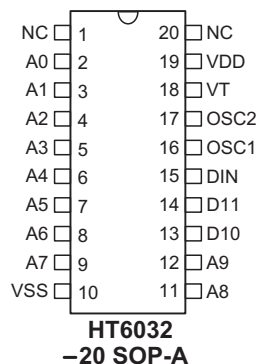 NC 1 20 NC
A0 2 19 VDD
A1 3 18 VT
A2 4 17 OSC2
A3 5 16 OSC1
A4 6 15 DIN
A5 7 14 D11
A6 8 13 D10
A7 9 12 A9
VSS 10 11 A8
HT6032
–20 SOP-A